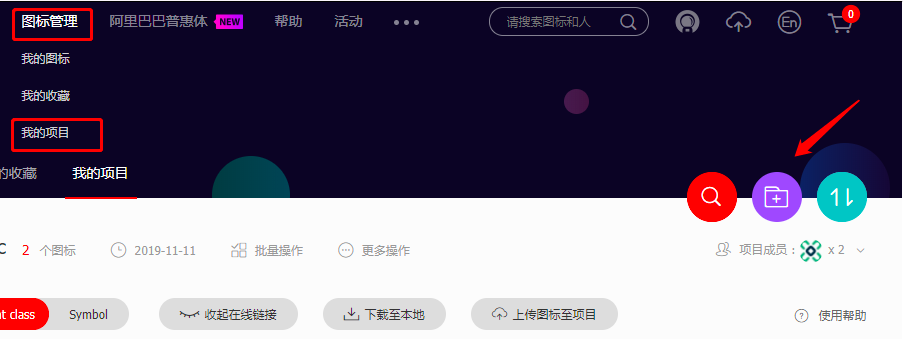 图标管理 阿里巴巴普惠体 NEW 帮助 活动 请搜索图标和人 En 0
我的图标
我的收藏
我的项目
的收藏 我的项目
C 2 个图标 2019-11-11 批量操作 更多操作 项目成员： x 2
nt class Symbol 收起在线链接 下载至本地 上传图标至项目 使用帮助